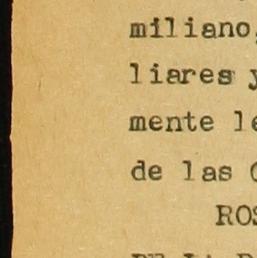 miliano,
liares y
mente le
de las
ROS